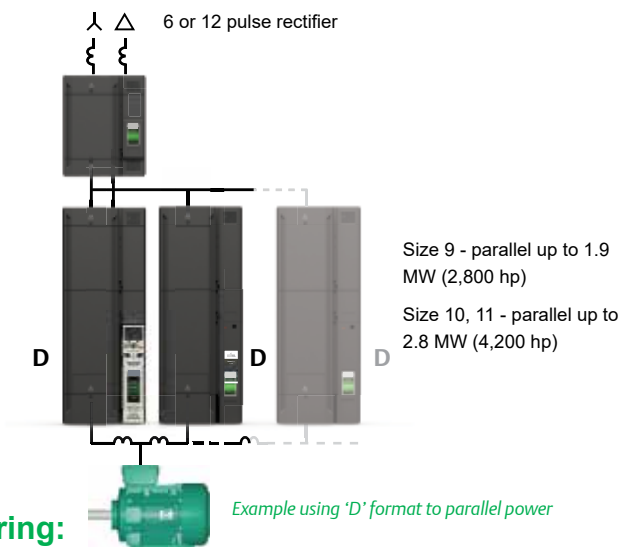 6 or 12 pulse rectifier
Size 9 - parallel up to 1.9
MW (2,800 hp)
Size 10, 11 - parallel up to
2.8 MW (4,200 hp)
D
D
D
Example using ‘D’ format to parallel power
ring: